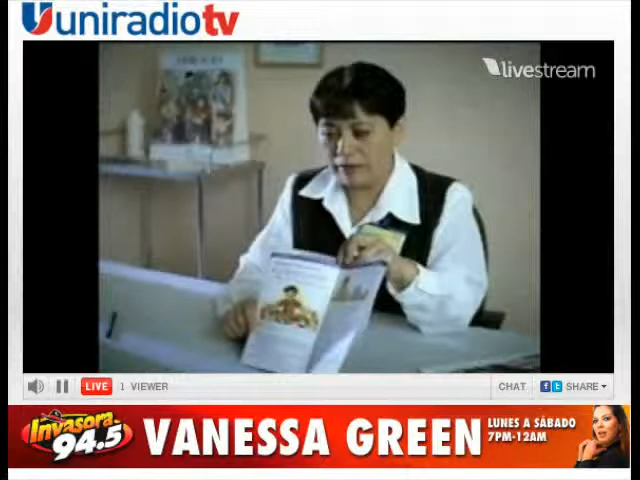 uniradiotv
livestream
LIVE
1 VIEWER
CHAT
SHARE
Invasora
94.5
VANESSA GREEN
LUNES A SÁBADO
7PM-12AM